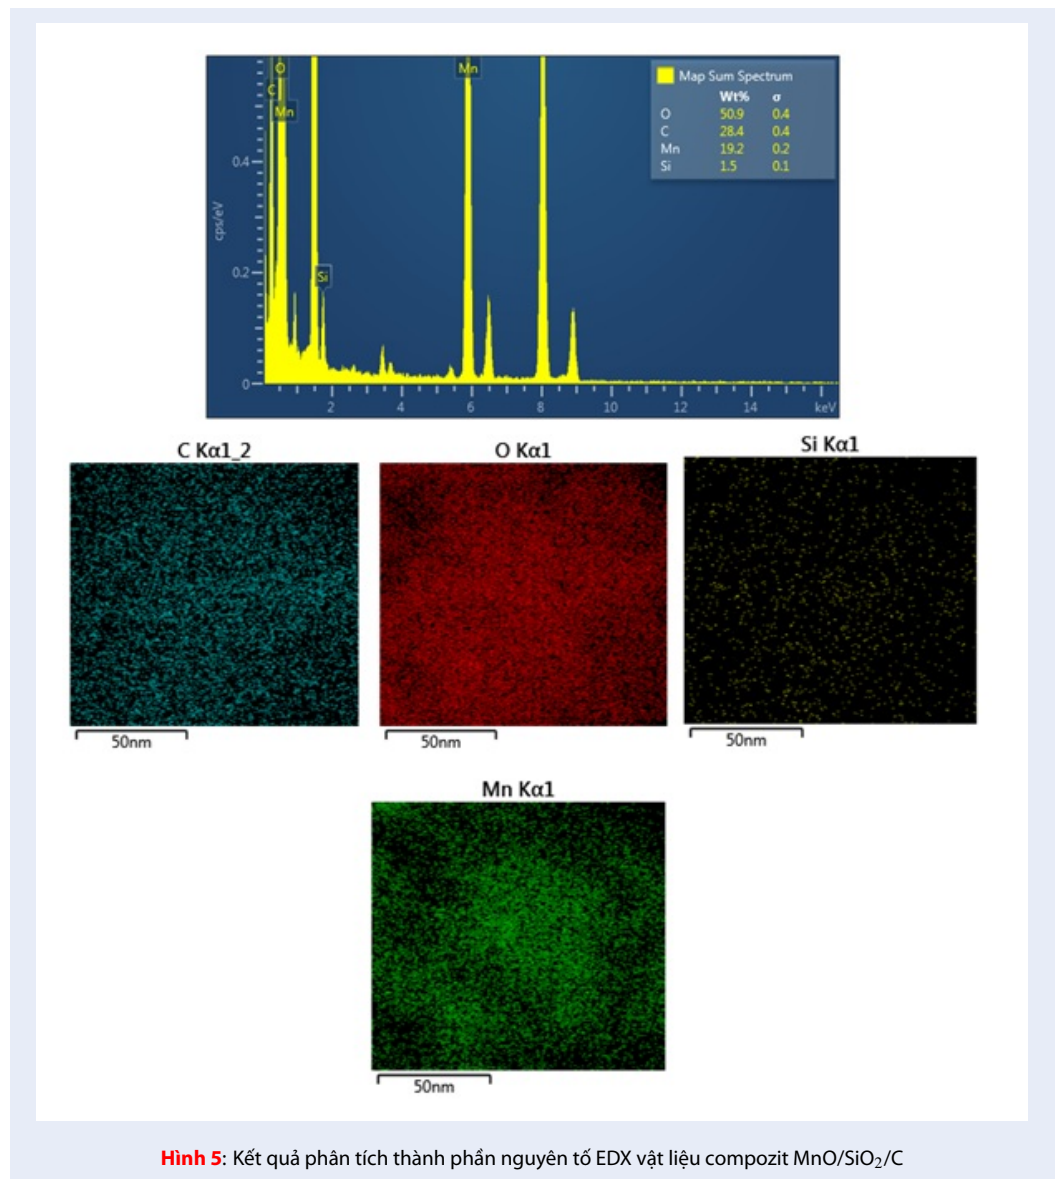 O
C
Mn
Mn
Si
Map Sum Spectrum
Wt% σ
O 50.9 0.4
C 28.4 0.4
Mn 19.2 0.2
Si 1.5 0.1
cps/eV
0.4
0.2
0
2 4 6 8 10 12 14 keV
C Kα1_2
O Kα1
Si Kα1
50nm
50nm
50nm
Mn Kα1
50nm
Hình 5: Kết quả phân tích thành phần nguyên tố EDX vật liệu compozit MnO/SiO₂/C